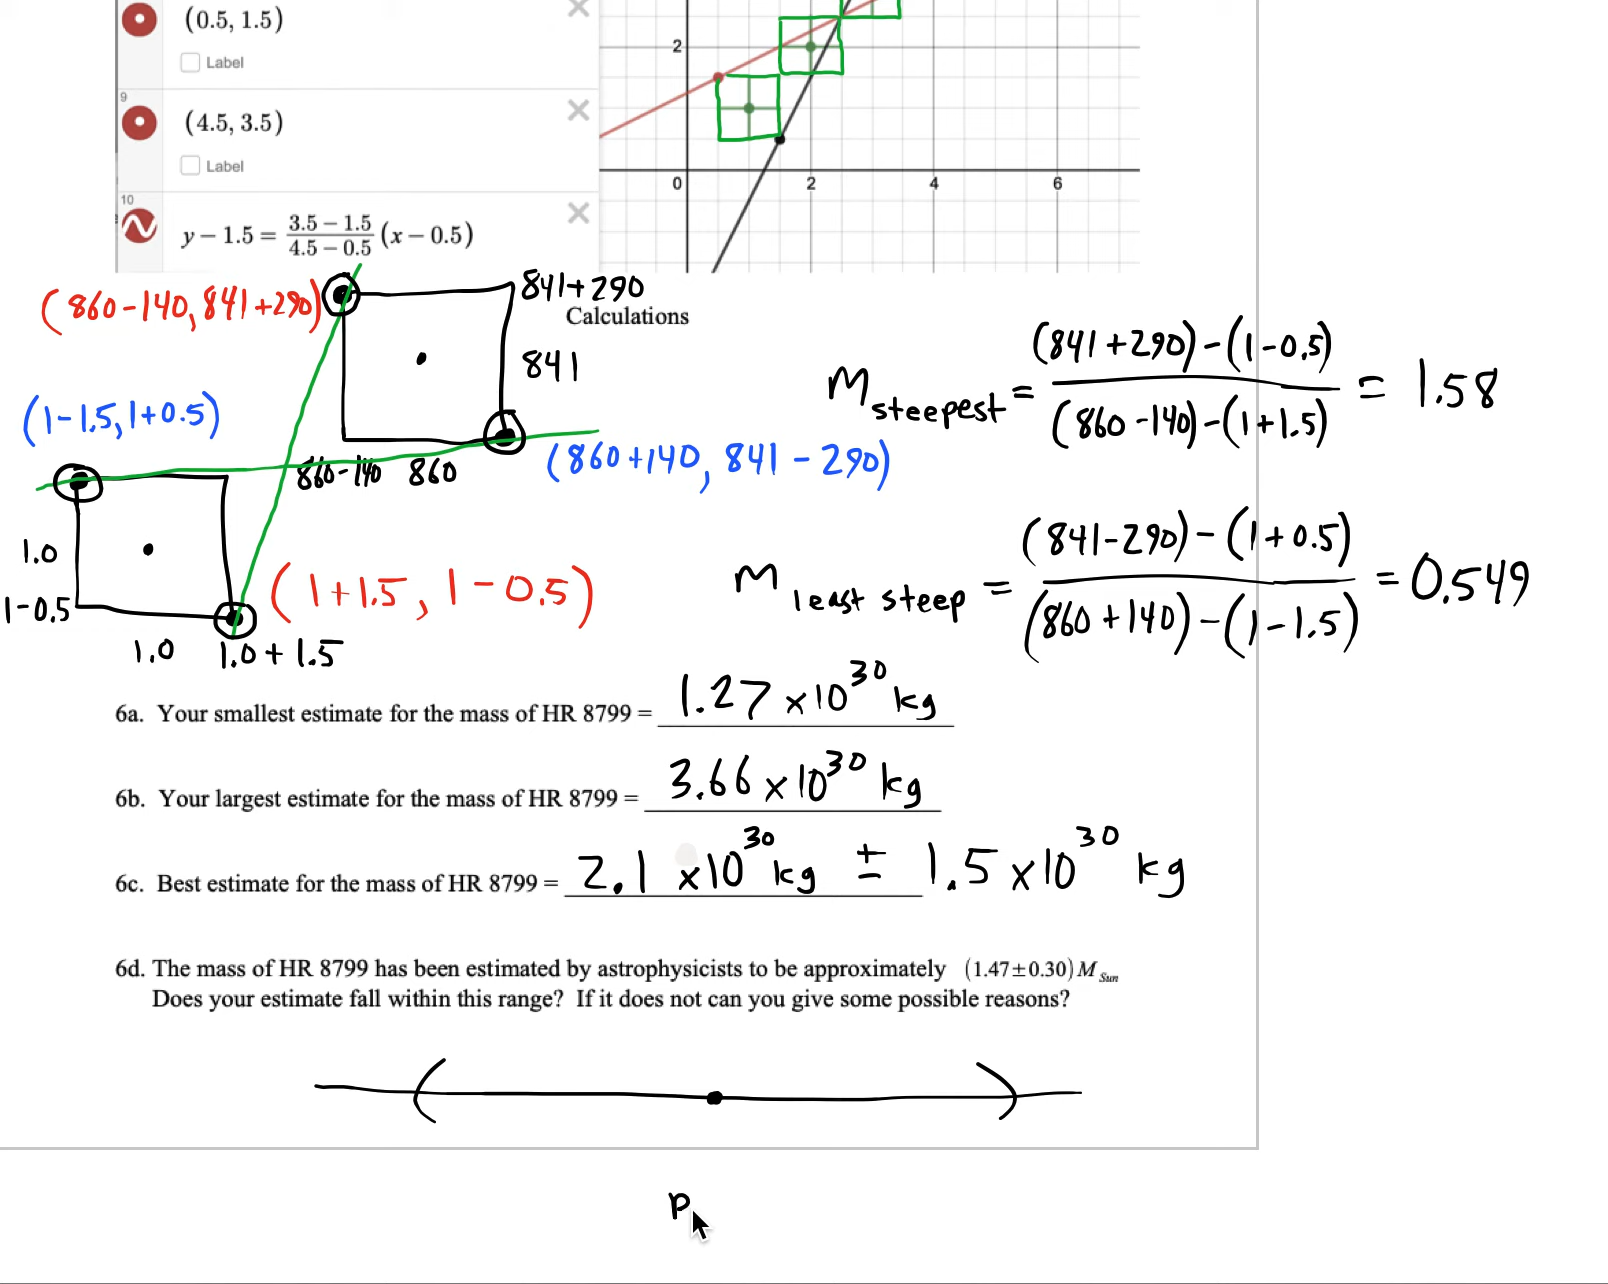 (0.5, 1.5)
Label
9
(4.5, 3.5)
Label
10
y − 1.5 = \frac{3.5 − 1.5}{4.5 − 0.5} (x − 0.5)
2
0
2
4
6
(860-140, 841+290)
841+290
Calculations
841
(1-1.5, 1+0.5)
860-140 860
(860+140, 841-290)
M steepest = \frac{(841+290)-(1-0.5)}{(860-140)-(1+1.5)} = 1.58
1.0
1-0.5
(1+1.5, 1-0.5)
1.0 1.0+1.5
M least steep = \frac{(841-290)-(1+0.5)}{(860+140)-(1-1.5)} = 0.549
6a. Your smallest estimate for the mass of HR 8799 = 1.27 x10^30 kg
6b. Your largest estimate for the mass of HR 8799 = 3.66 x10^30 kg
6c. Best estimate for the mass of HR 8799 = 2.1 x10^30 kg ± 1.5 x10^30 kg
6d. The mass of HR 8799 has been estimated by astrophysicists to be approximately (1.47±0.30) M Sun
Does your estimate fall within this range? If it does not can you give some possible reasons?
P